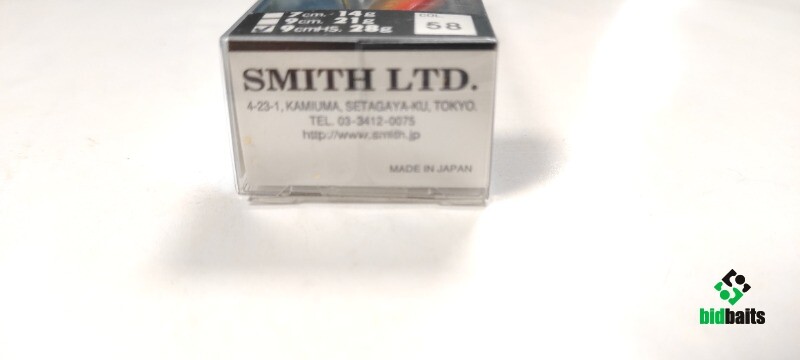 7cm. 14g
9cm. 21g
9cmHS. 28g
COL.
58
SMITH LTD.
4-23-1, KAMIUMA, SETAGAYA-KU, TOKYO.
TEL. 03-3412-0075
http://www.smith.jp
MADE IN JAPAN
bidbaits